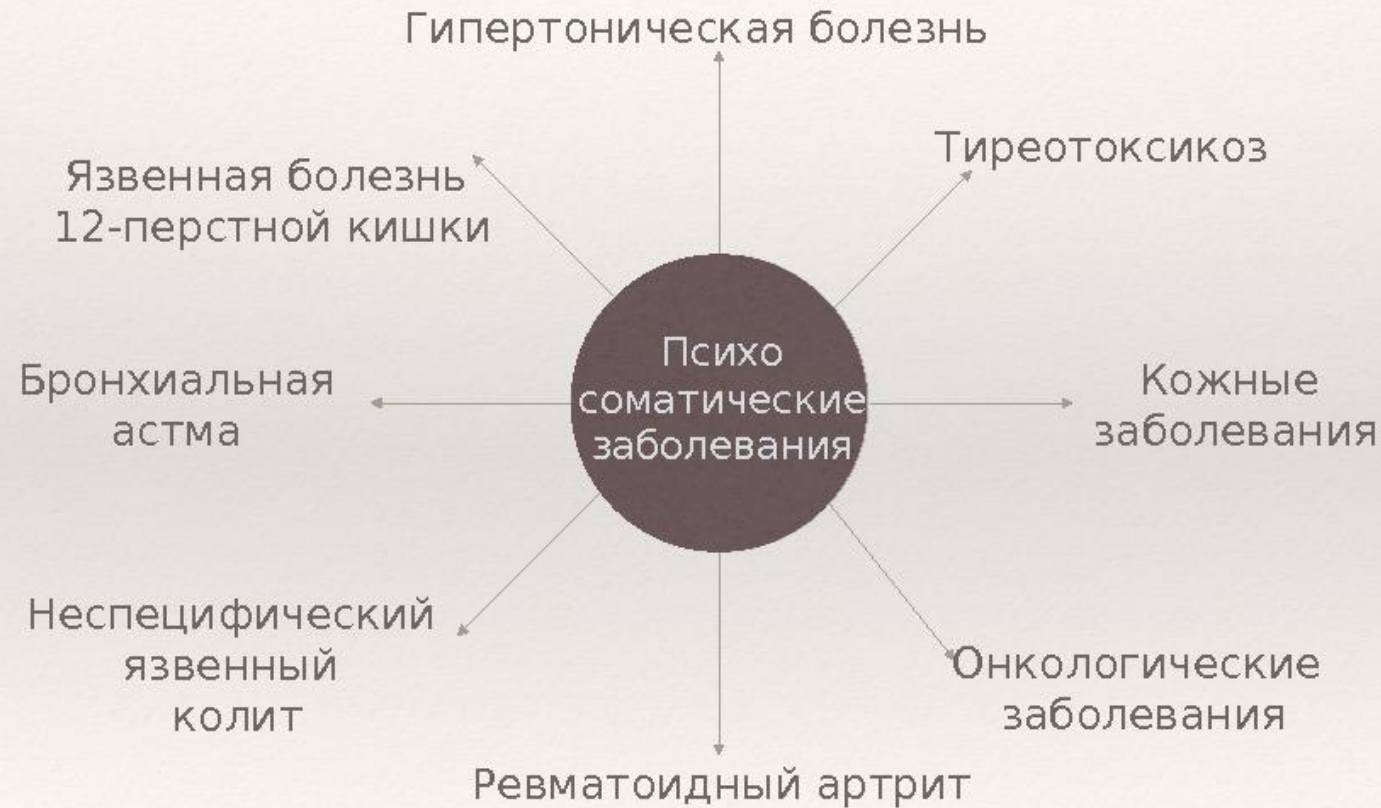 Гипертоническая болезнь
Тиреотоксикоз
Язвенная болезнь
12-перстной кишки
Психо
соматические
заболевания
Бронхиальная
астма
Кожные
заболевания
Неспецифический
язвенный
колит
Онкологические
заболевания
Ревматоидный артрит